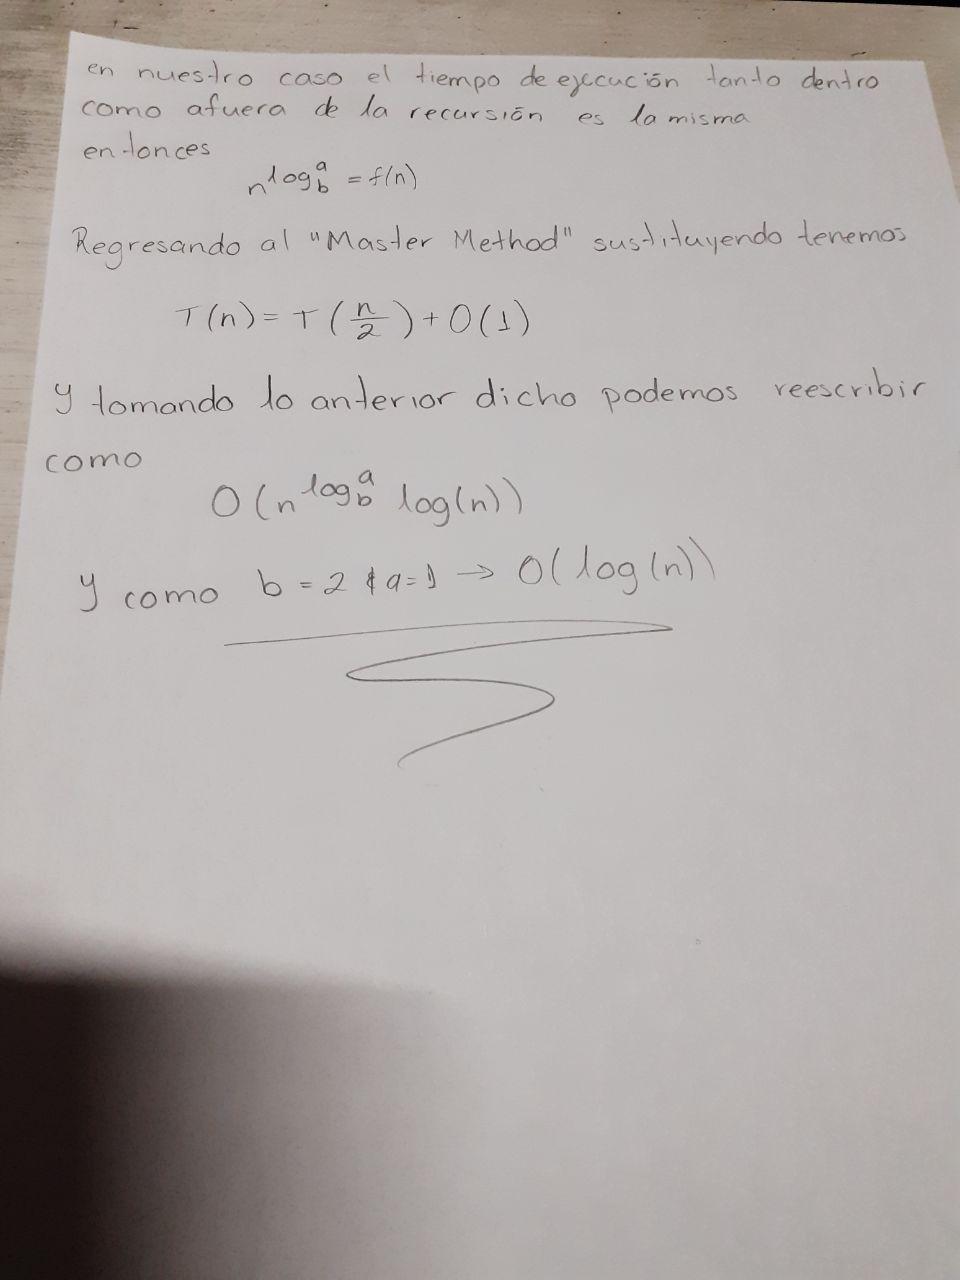 en nuestro caso el tiempo de ejecución tanto dentro
como afuera de la recursión es la misma
entonces
n^log_b^a = f(n)
Regresando al "Master Method" sustituyendo tenemos
T(n) = T(n/2) + O(1)
y tomando lo anterior dicho podemos reescribir
como
O(n^log_b^a log(n))
y como b = 2 & a = 1 → O(log(n))